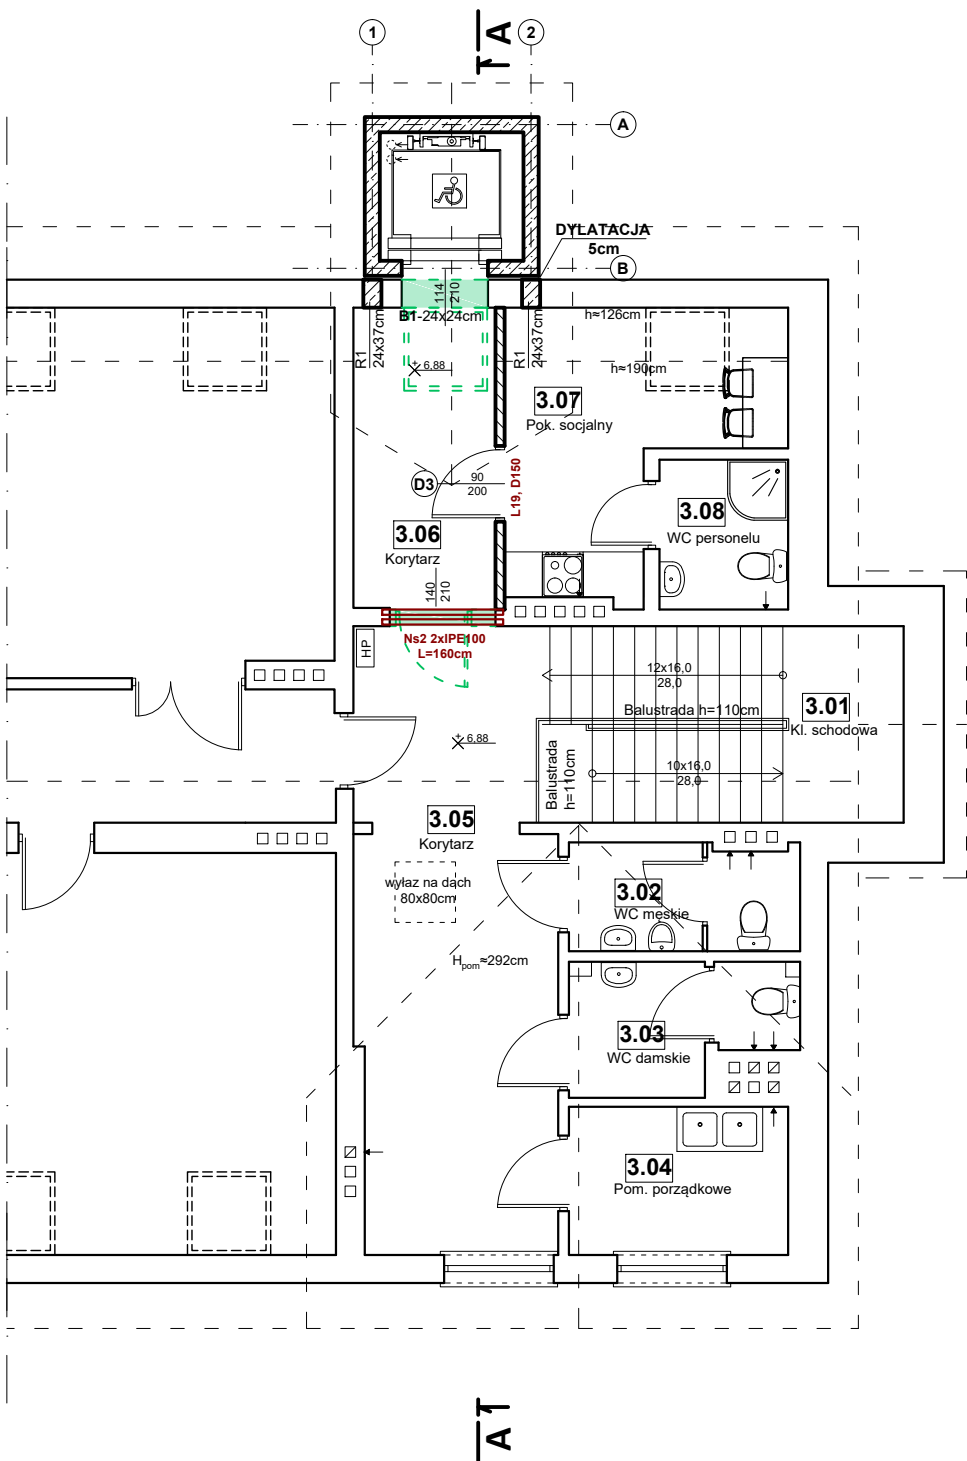 1
A
2
A
DYLATACJA
5cm
B
114
210
B1-24x24cm
R1
24x37cm
R1
24x37cm
h≈126cm
6,88
h≈190cm
3.07
Pok. socjalny
D3
90
200
L19, D150
3.08
WC personelu
3.06
Korytarz
140
210
HP
Ns2 2xIPE100
L=160cm
12x16,0
28,0
3.01
Kl. schodowa
Balustrada h=110cm
6,88
10x16,0
28,0
Balustrada
h=110cm
3.05
Korytarz
wyłaz na dach
80x80cm
3.02
WC męskie
Hpom≈292cm
3.03
WC damskie
3.04
Pom. porządkowe
A
1